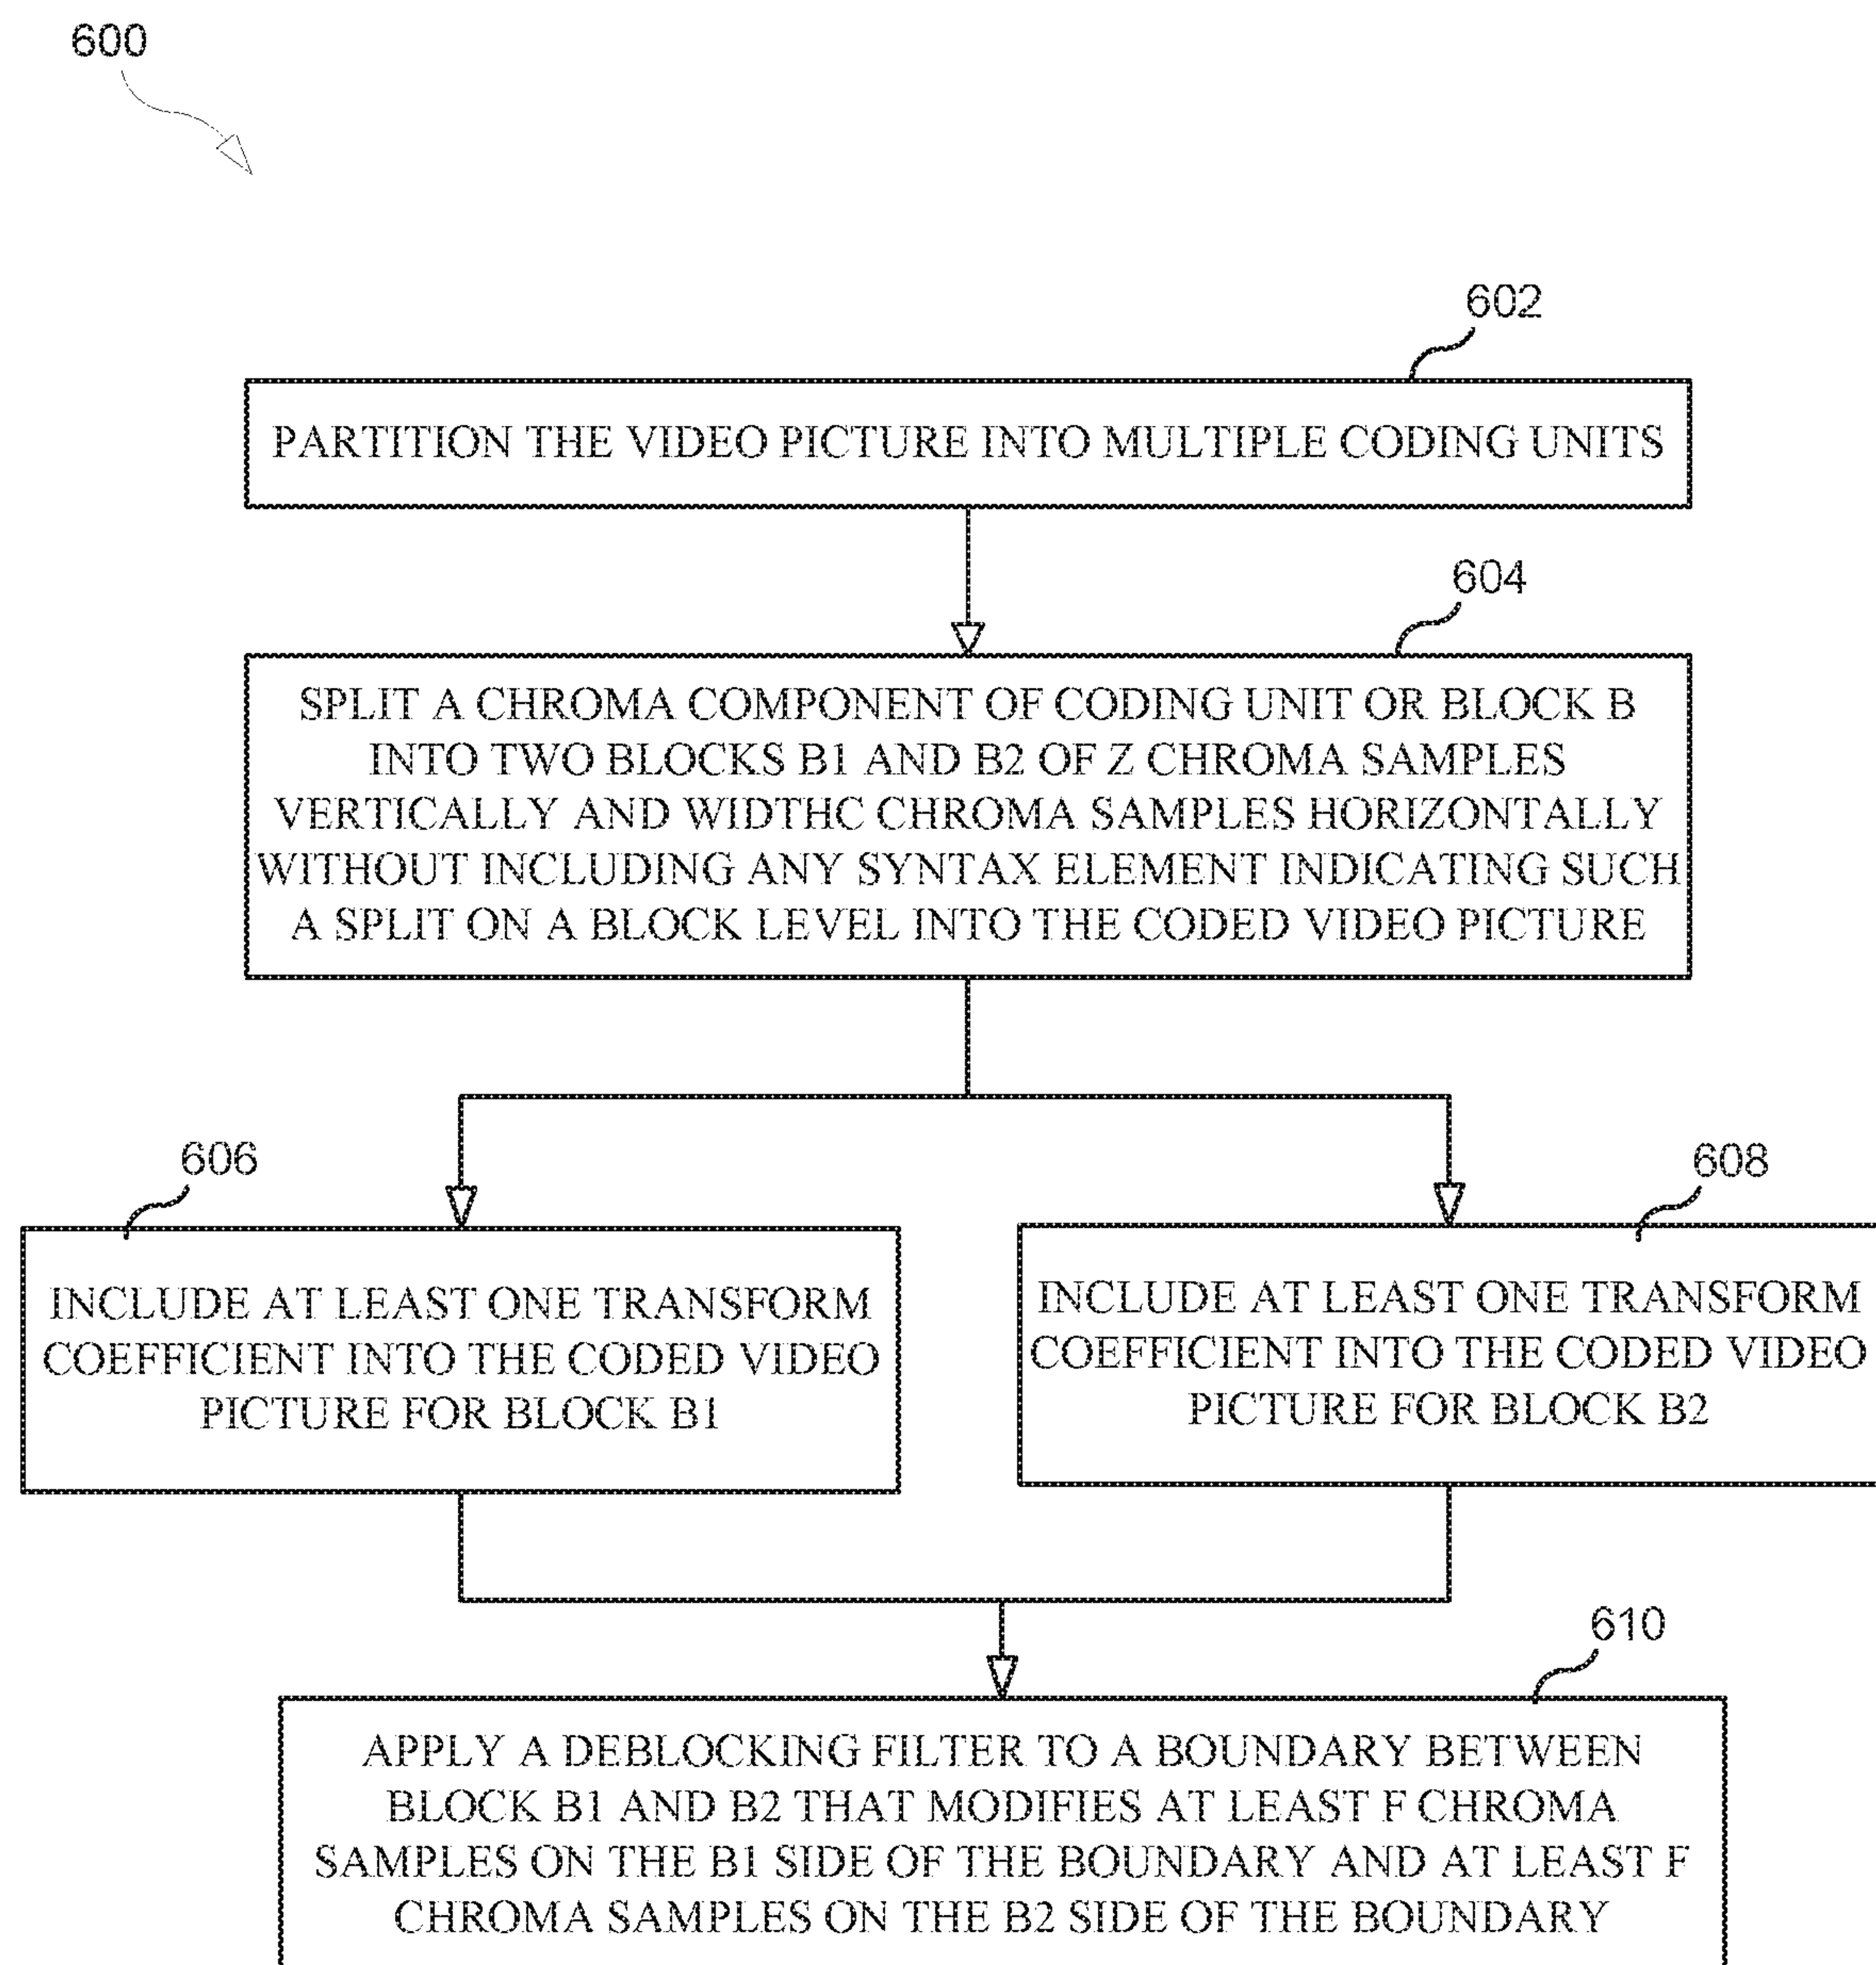 600
602
PARTITION THE VIDEO PICTURE INTO MULTIPLE CODING UNITS
604
SPLIT A CHROMA COMPONENT OF CODING UNIT OR BLOCK B
INTO TWO BLOCKS B1 AND B2 OF Z CHROMA SAMPLES
VERTICALLY AND WIDTHC CHROMA SAMPLES HORIZONTALLY
WITHOUT INCLUDING ANY SYNTAX ELEMENT INDICATING SUCH
A SPLIT ON A BLOCK LEVEL INTO THE CODED VIDEO PICTURE
606
INCLUDE AT LEAST ONE TRANSFORM
COEFFICIENT INTO THE CODED VIDEO
PICTURE FOR BLOCK B1
608
INCLUDE AT LEAST ONE TRANSFORM
COEFFICIENT INTO THE CODED VIDEO
PICTURE FOR BLOCK B2
610
APPLY A DEBLOCKING FILTER TO A BOUNDARY BETWEEN
BLOCK B1 AND B2 THAT MODIFIES AT LEAST F CHROMA
SAMPLES ON THE B1 SIDE OF THE BOUNDARY AND AT LEAST F
CHROMA SAMPLES ON THE B2 SIDE OF THE BOUNDARY